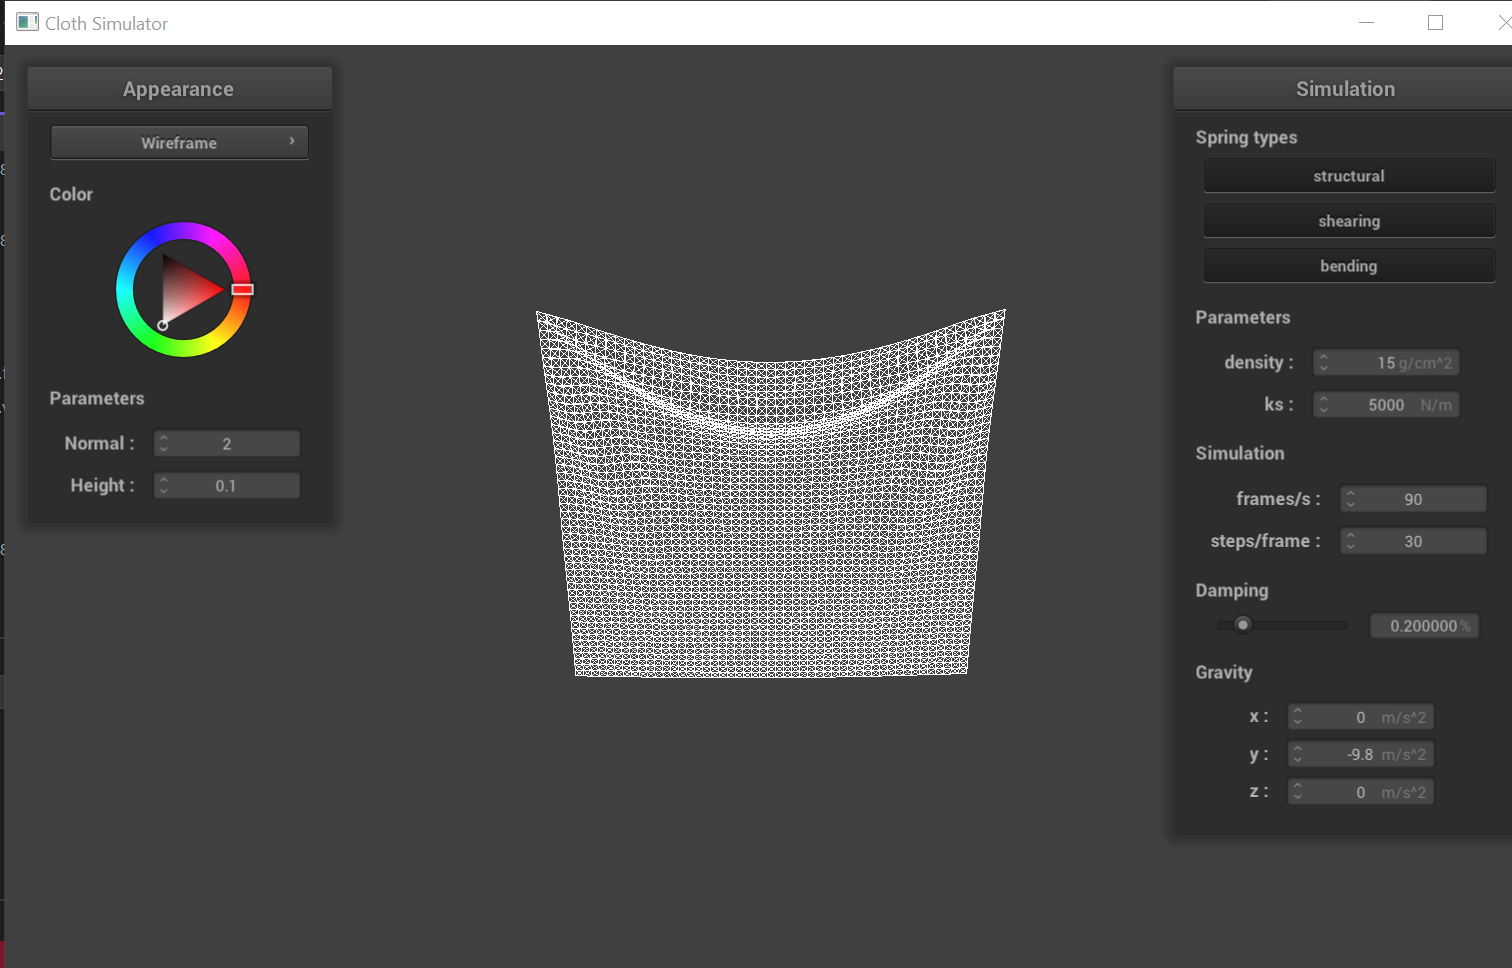 Cloth Simulator
Appearance
Wireframe
Color
Parameters
Normal : 2
Height : 0.1
Simulation
Spring types
structural
shearing
bending
Parameters
density : 15 g/cm^2
ks : 5000 N/m
Simulation
frames/s : 90
steps/frame : 30
Damping
0.200000 %
Gravity
x : 0 m/s^2
y : -9.8 m/s^2
z : 0 m/s^2